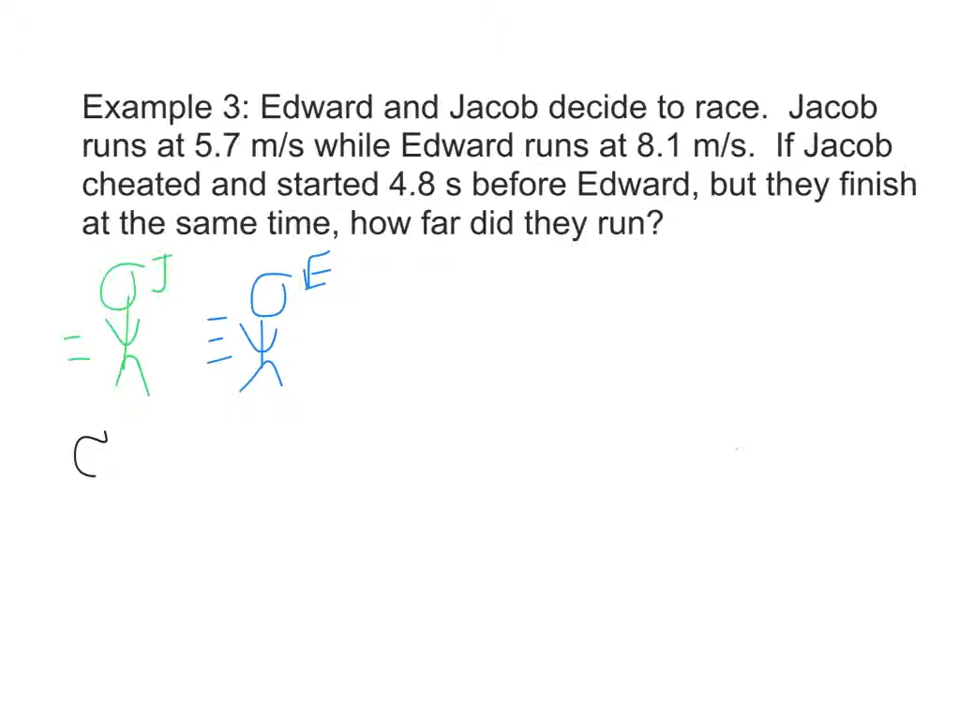 Example 3: Edward and Jacob decide to race. Jacob
runs at 5.7 m/s while Edward runs at 8.1 m/s. If Jacob
cheated and started 4.8 s before Edward, but they finish
at the same time, how far did they run?
J E